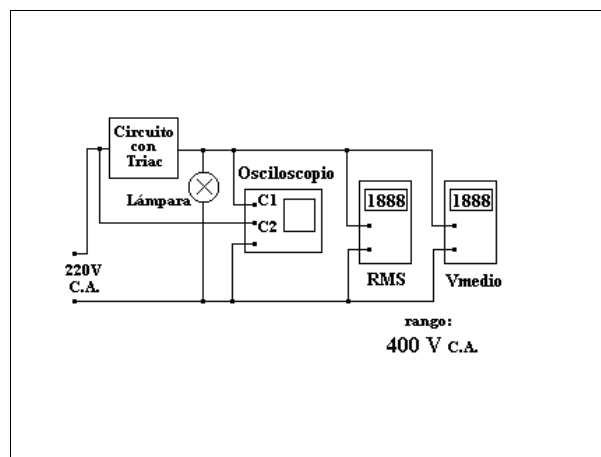 Circuito
con
Triac
Osciloscopio
Lámpara
C1
C2
1888
1888
220V
C.A.
RMS
Vmedio
rango:
400 V C.A.